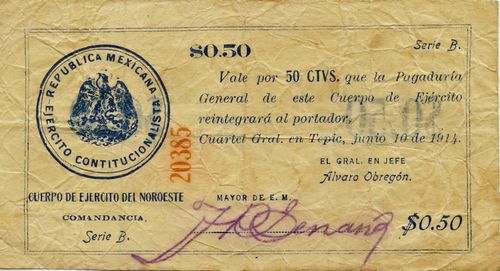 $0.50
Serie B.
REPUBLICA MEXICANA
EJERCITO CONTITUCIONALISTA
Vale por 50 CTVS. que la Pagaduría
General de este Cuerpo de Ejército
reintegrará al portador.
Cuartel Gral. en Tepic, junio 10 de 1914.
20385
EL GRAL. EN JEFE
Alvaro Obregón.
CUERPO DE EJERCITO DEL NOROESTE
COMANDANCIA.
Serie B.
MAYOR DE E. M.
$0.50